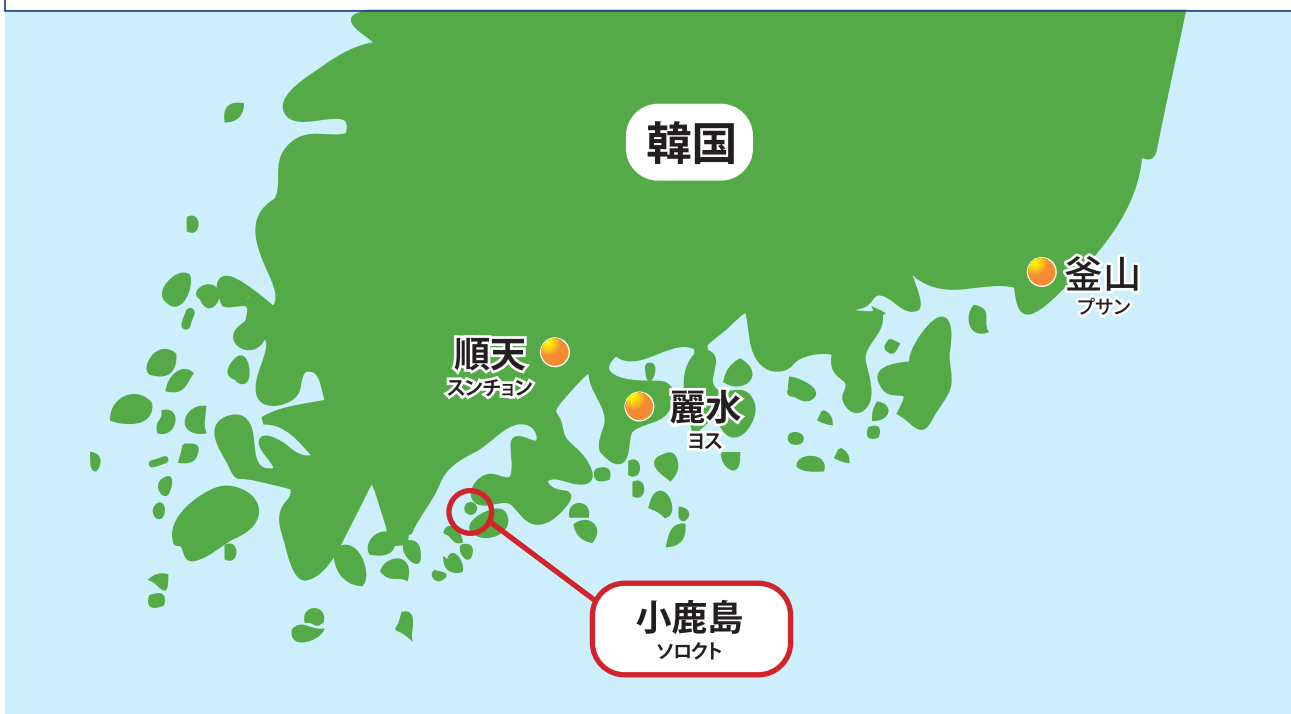 韓国
釜山
プサン
順天
スンチョン
麗水
ヨス
小鹿島
ソロクト